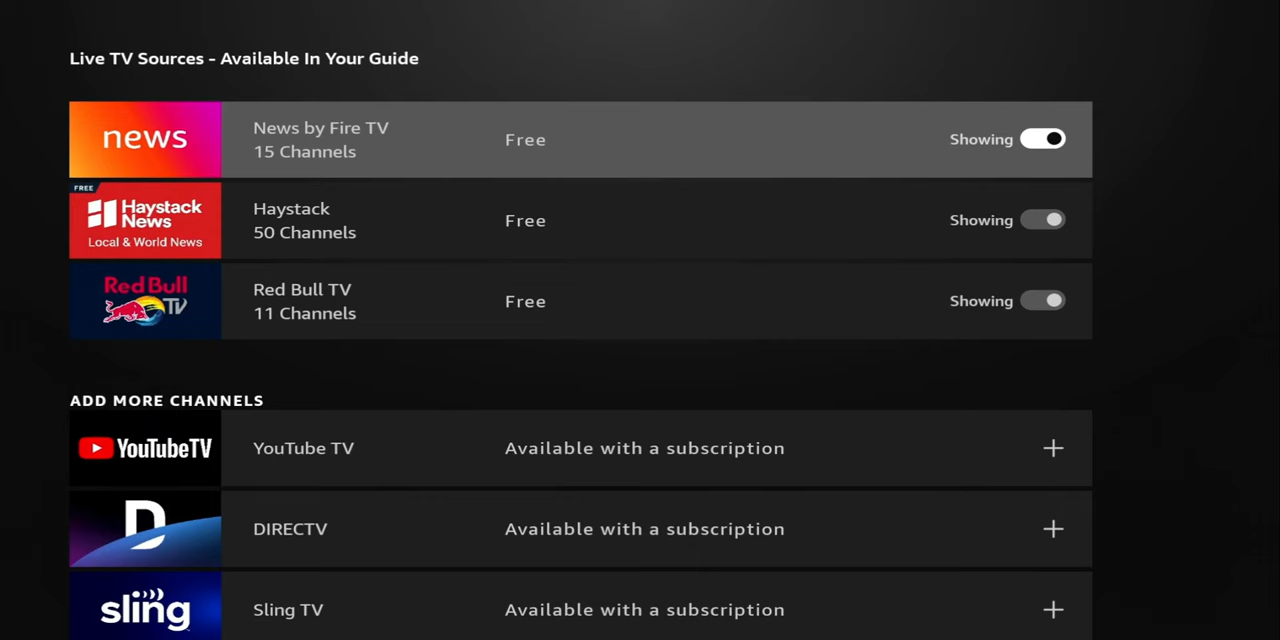 Live TV Sources - Available In Your Guide
news
News by Fire TV
15 Channels
Free
Showing
FREE
Haystack
News
Local & World News
Haystack
50 Channels
Free
Showing
Red Bull
TV
Red Bull TV
11 Channels
Free
Showing
ADD MORE CHANNELS
YouTubeTV
YouTube TV
Available with a subscription
D
DIRECTV
Available with a subscription
sling
Sling TV
Available with a subscription